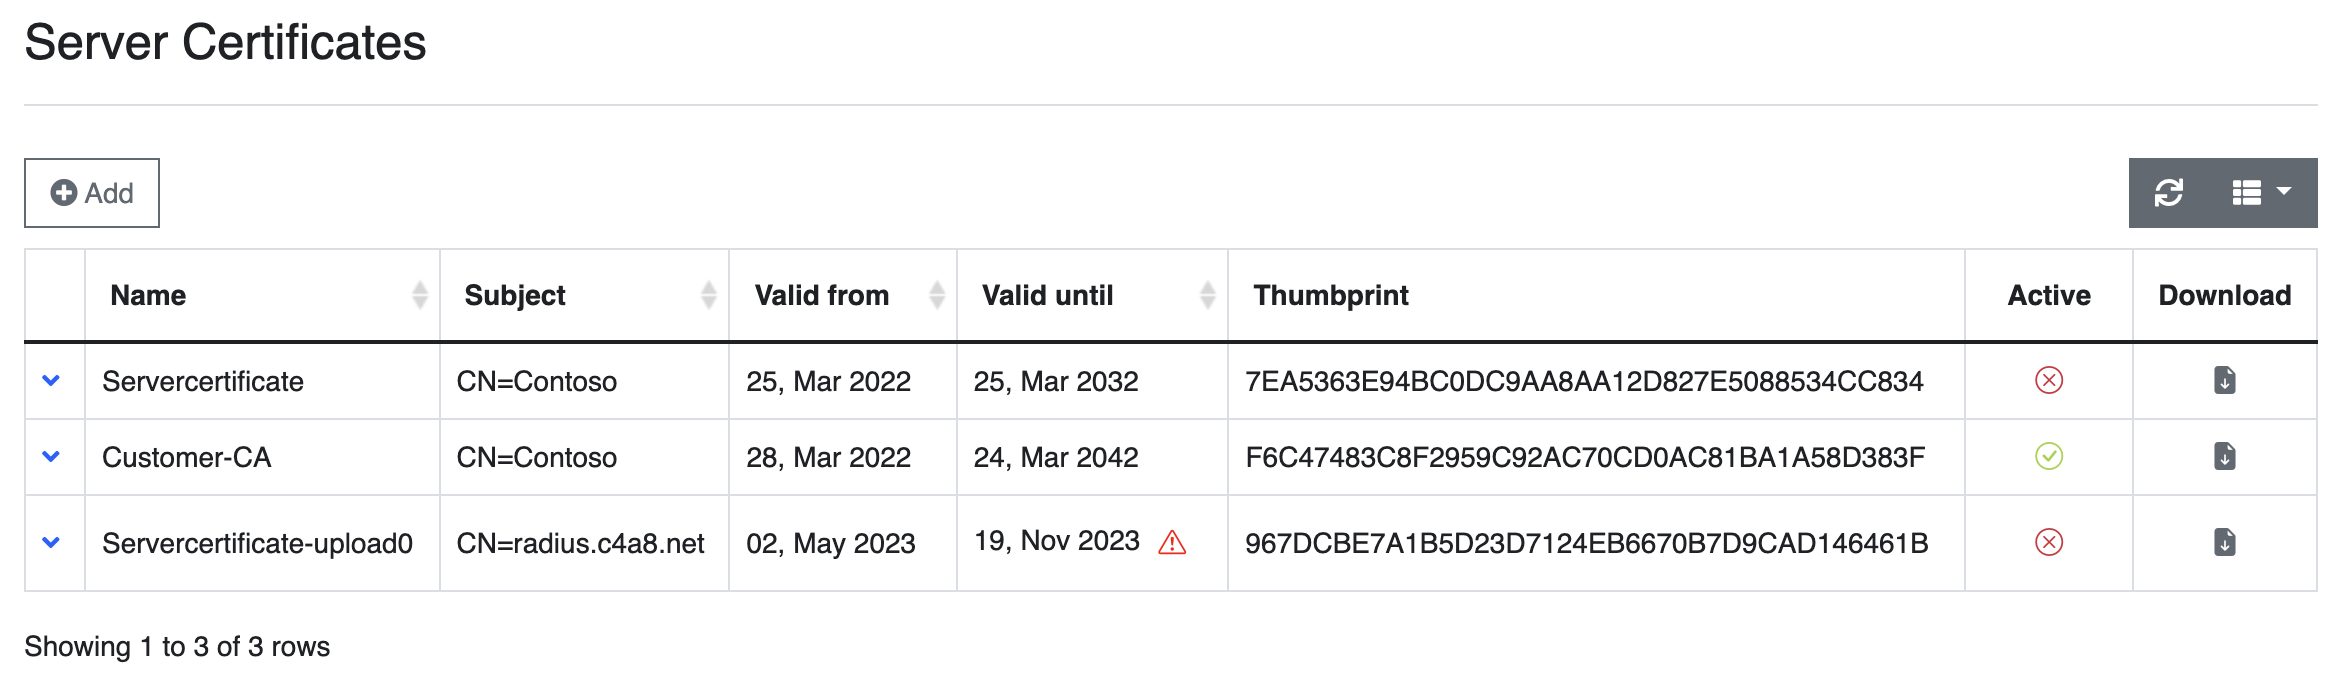 Server Certificates
Add
Name Subject Valid from Valid until Thumbprint Active Download
Servercertificate CN=Contoso 25, Mar 2022 25, Mar 2032 7EA5363E94BC0DC9AA8AA12D827E5088534CC834
Customer-CA CN=Contoso 28, Mar 2022 24, Mar 2042 F6C47483C8F2959C92AC70CD0AC81BA1A58D383F
Servercertificate-upload0 CN=radius.c4a8.net 02, May 2023 19, Nov 2023 967DCBE7A1B5D23D7124EB6670B7D9CAD146461B
Showing 1 to 3 of 3 rows